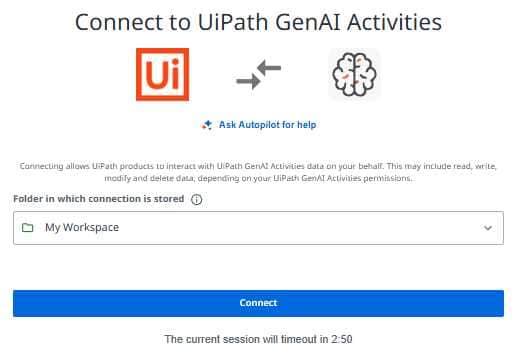 Connect to UiPath GenAI Activities
Ui
Ask Autopilot for help
Connecting allows UiPath products to interact with UiPath GenAI Activities data on your behalf. This may include read, write,
modify and delete data, depending on your UiPath GenAI Activities permissions.
Folder in which connection is stored
My Workspace
Connect
The current session will timeout in 2:50